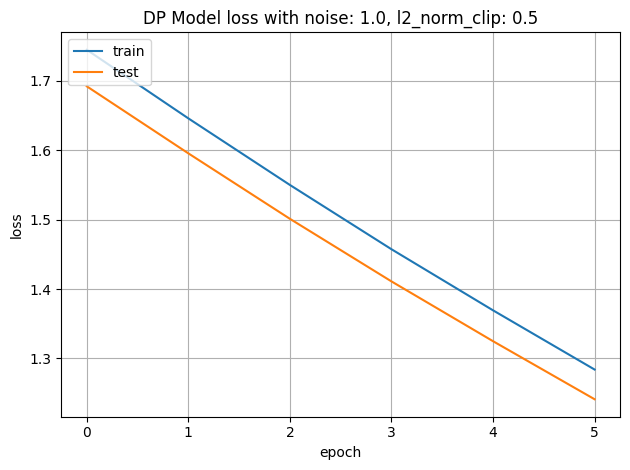 DP Model loss with noise: 1.0, l2_norm_clip: 0.5
train
test
1.7
1.6
1.5
1.4
1.3
loss
0 1 2 3 4 5
epoch